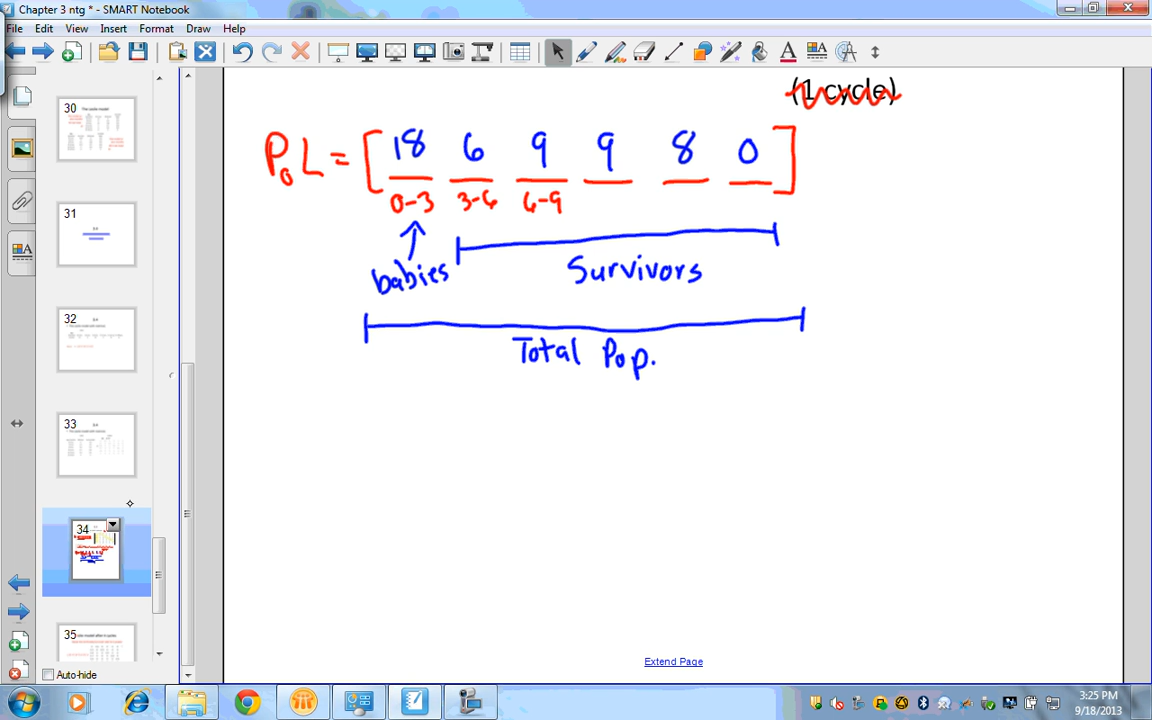 Chapter 3 ntg * - SMART Notebook
File Edit View Insert Format Draw Help
(1 cycle)
P₀L = [ 18 6 9 9 8 0 ]
0-3 3-6 6-9
babies
Survivors
Total Pop.
Extend Page
30
31
32
33
34
35
Auto-hide
3:25 PM
9/18/2013